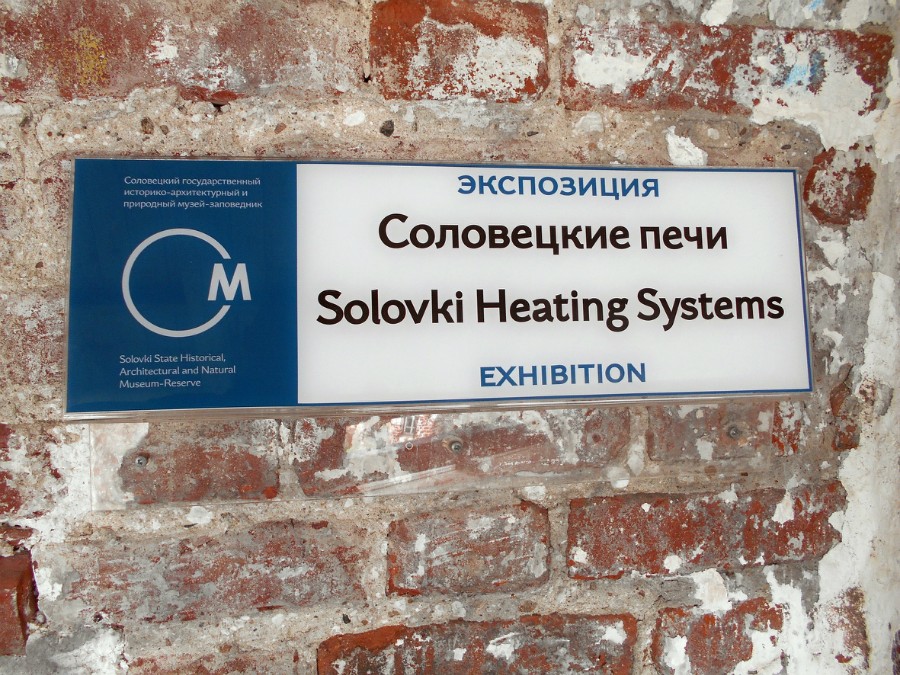 Соловецкий государственный
историко-архитектурный и
природный музей-заповедник
СМ
Solovki State Historical,
Architectural and Natural
Museum-Reserve
ЭКСПОЗИЦИЯ
Соловецкие печи
Solovki Heating Systems
EXHIBITION